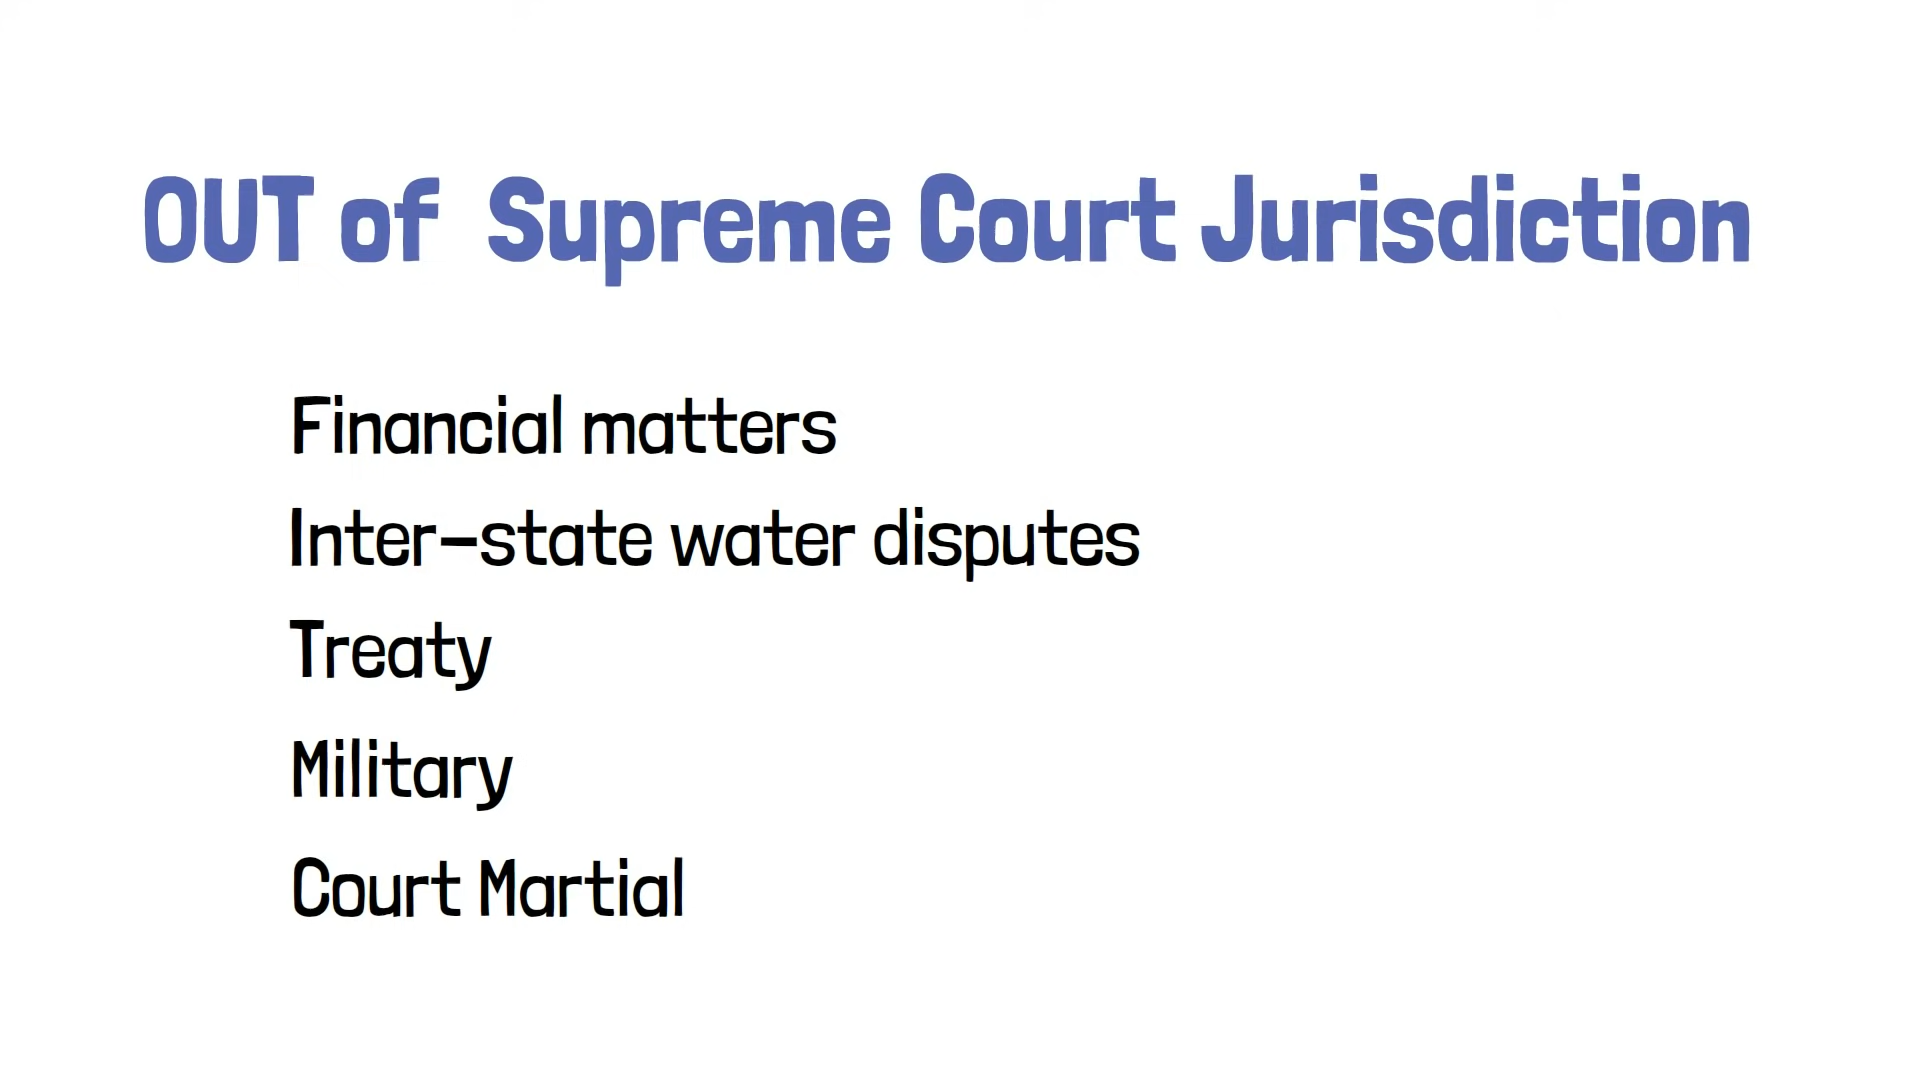 OUT of Supreme Court Jurisdiction
Financial matters
Inter-state water disputes
Treaty
Military
Court Martial